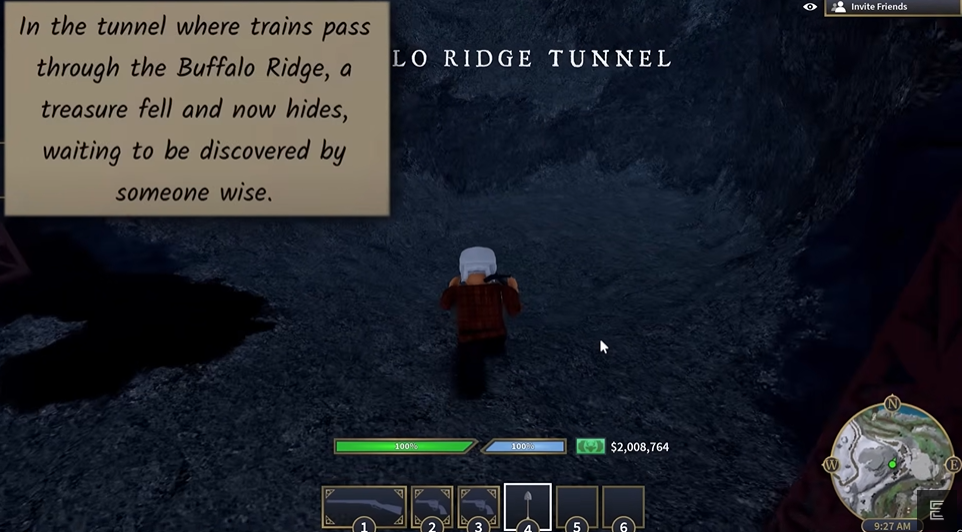 In the tunnel where trains pass
through the Buffalo Ridge, a
treasure fell and now hides,
waiting to be discovered by
someone wise.
Invite Friends
LO RIDGE TUNNEL
100%
100%
$2,008,764
1
2
3
4
5
6
N
W
E
9:27 AM
E